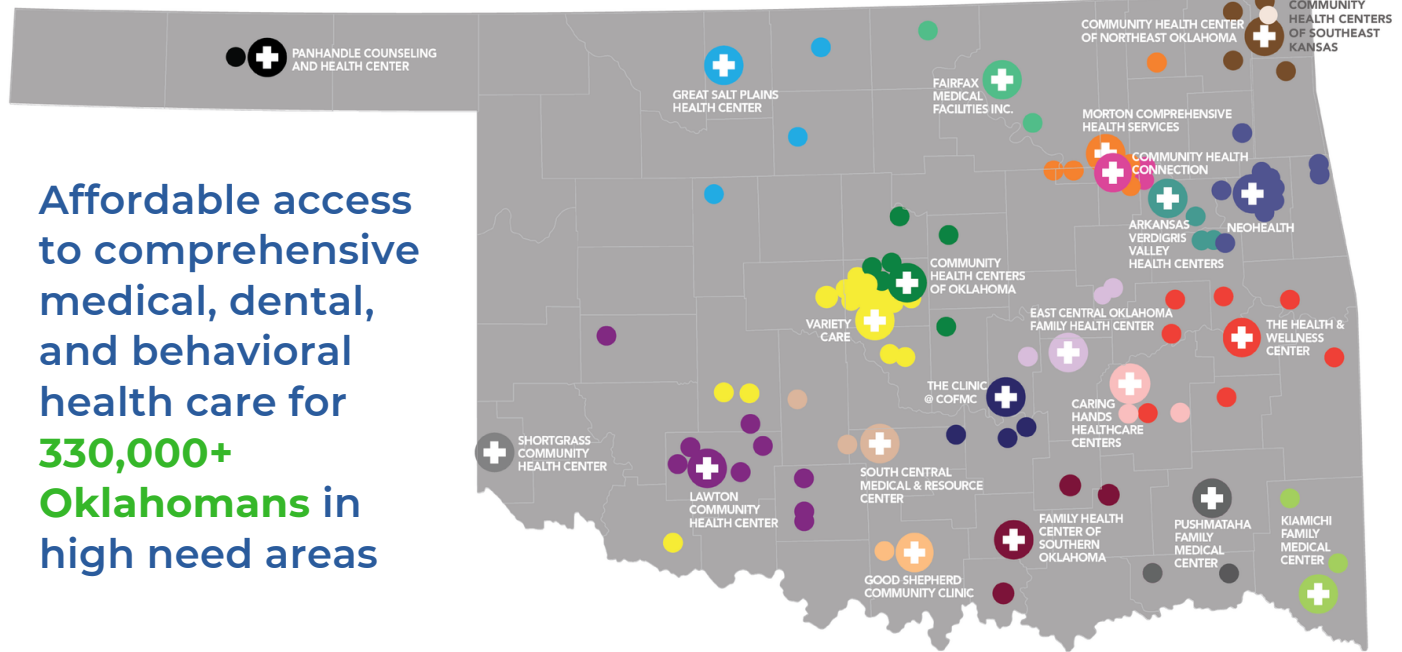 COMMUNITY
HEALTH CENTERS
OF SOUTHEAST
KANSAS
COMMUNITY HEALTH CENTER
OF NORTHEAST OKLAHOMA
PANHANDLE COUNSELING
AND HEALTH CENTER
GREAT SALT PLAINS
HEALTH CENTER
FAIRFAX
MEDICAL
FACILITIES INC.
MORTON COMPREHENSIVE
HEALTH SERVICES
COMMUNITY HEALTH
CONNECTION
Affordable access
to comprehensive
medical, dental,
and behavioral
health care for
330,000+
Oklahomans in
high need areas
ARKANSAS
VERDIGRIS
VALLEY
HEALTH CENTERS
NEOHEALTH
COMMUNITY
HEALTH CENTERS
OF OKLAHOMA
VARIETY
CARE
EAST CENTRAL OKLAHOMA
FAMILY HEALTH CENTER
THE HEALTH &
WELLNESS
CENTER
THE CLINIC
@ COFMC
CARING
HANDS
HEALTHCARE
CENTERS
SHORTGRASS
COMMUNITY
HEALTH CENTER
LAWTON
COMMUNITY
HEALTH CENTER
SOUTH CENTRAL
MEDICAL & RESOURCE
CENTER
FAMILY HEALTH
CENTER OF
SOUTHERN
OKLAHOMA
PUSHMATAHA
FAMILY
MEDICAL
CENTER
KIAMICHI
FAMILY
MEDICAL
CENTER
GOOD SHEPHERD
COMMUNITY CLINIC